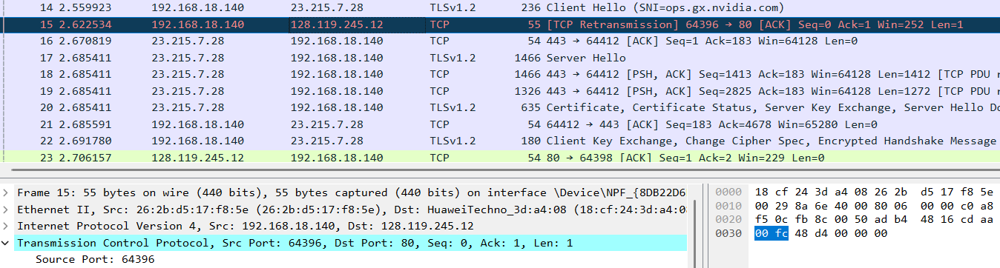 14 2.559923 192.168.18.140 23.215.7.28 TLSv1.2 236 Client Hello (SNI=ops.gx.nvidia.com)
15 2.622534 192.168.18.140 128.119.245.12 TCP 55 [TCP Retransmission] 64396 → 80 [ACK] Seq=0 Ack=1 Win=252 Len=1
16 2.670819 23.215.7.28 192.168.18.140 TCP 54 443 → 64412 [ACK] Seq=1 Ack=183 Win=64128 Len=0
17 2.685411 23.215.7.28 192.168.18.140 TLSv1.2 1466 Server Hello
18 2.685411 23.215.7.28 192.168.18.140 TCP 1466 443 → 64412 [PSH, ACK] Seq=1413 Ack=183 Win=64128 Len=1412 [TCP PDU r
19 2.685411 23.215.7.28 192.168.18.140 TCP 1326 443 → 64412 [PSH, ACK] Seq=2825 Ack=183 Win=64128 Len=1272 [TCP PDU r
20 2.685411 23.215.7.28 192.168.18.140 TLSv1.2 635 Certificate, Certificate Status, Server Key Exchange, Server Hello Do
21 2.685591 192.168.18.140 23.215.7.28 TCP 54 64412 → 443 [ACK] Seq=183 Ack=4678 Win=65280 Len=0
22 2.691780 192.168.18.140 23.215.7.28 TLSv1.2 180 Client Key Exchange, Change Cipher Spec, Encrypted Handshake Message
23 2.706157 128.119.245.12 192.168.18.140 TCP 54 80 → 64398 [ACK] Seq=1 Ack=2 Win=229 Len=0
Frame 15: 55 bytes on wire (440 bits), 55 bytes captured (440 bits) on interface \Device\NPF_{8DB22D6
Ethernet II, Src: 26:2b:d5:17:f8:5e (26:2b:d5:17:f8:5e), Dst: HuaweiTechno_3d:a4:08 (18:cf:24:3d:a4:08
Internet Protocol Version 4, Src: 192.168.18.140, Dst: 128.119.245.12
Transmission Control Protocol, Src Port: 64396, Dst Port: 80, Seq: 0, Ack: 1, Len: 1
Source Port: 64396
0000 18 cf 24 3d a4 08 26 2b d5 17 f8 5e
0010 00 29 8a 6e 40 00 80 06 00 00 c0 a8
0020 f5 0c fb 8c 00 50 ad b4 48 16 cd aa
0030 00 fc 48 d4 00 00 00